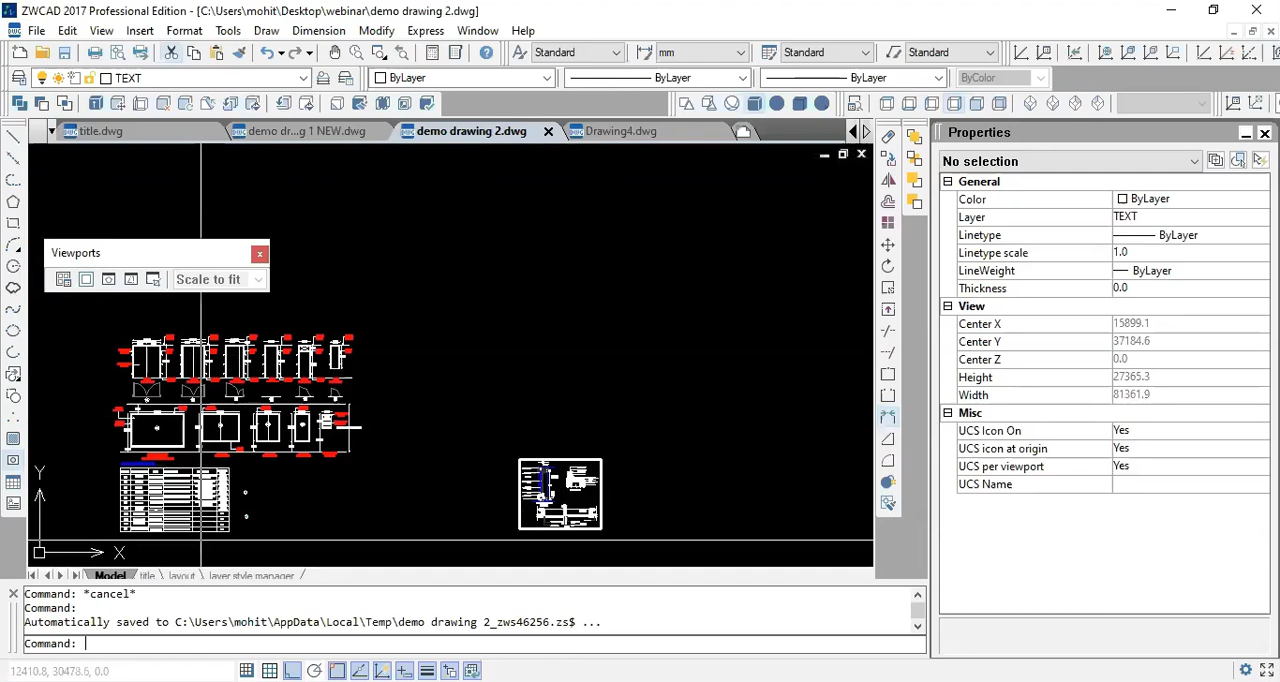 ZWCAD 2017 Professional Edition - [C:\Users\mohit\Desktop\webinar\demo drawing 2.dwg]
File Edit View Insert Format Tools Draw Dimension Modify Express Window Help
Standard mm Standard Standard
TEXT ByLayer ByLayer ByLayer ByColor
title.dwg demo dr...g 1 NEW.dwg demo drawing 2.dwg Drawing4.dwg
Properties
No selection
General
Color ByLayer
Layer TEXT
Linetype ByLayer
Linetype scale 1.0
LineWeight ByLayer
Thickness 0.0
View
Center X 15899.1
Center Y 37184.6
Center Z 0.0
Height 27365.3
Width 81361.9
Misc
UCS Icon On Yes
UCS icon at origin Yes
UCS per viewport Yes
UCS Name
Viewports
Scale to fit
Y
X
Model title layout layer style manager
Command: *cancel*
Command:
Automatically saved to C:\Users\mohit\AppData\Local\Temp\demo drawing 2_zws46256.zs$ ...
Command:
12410.8, 30478.6, 0.0